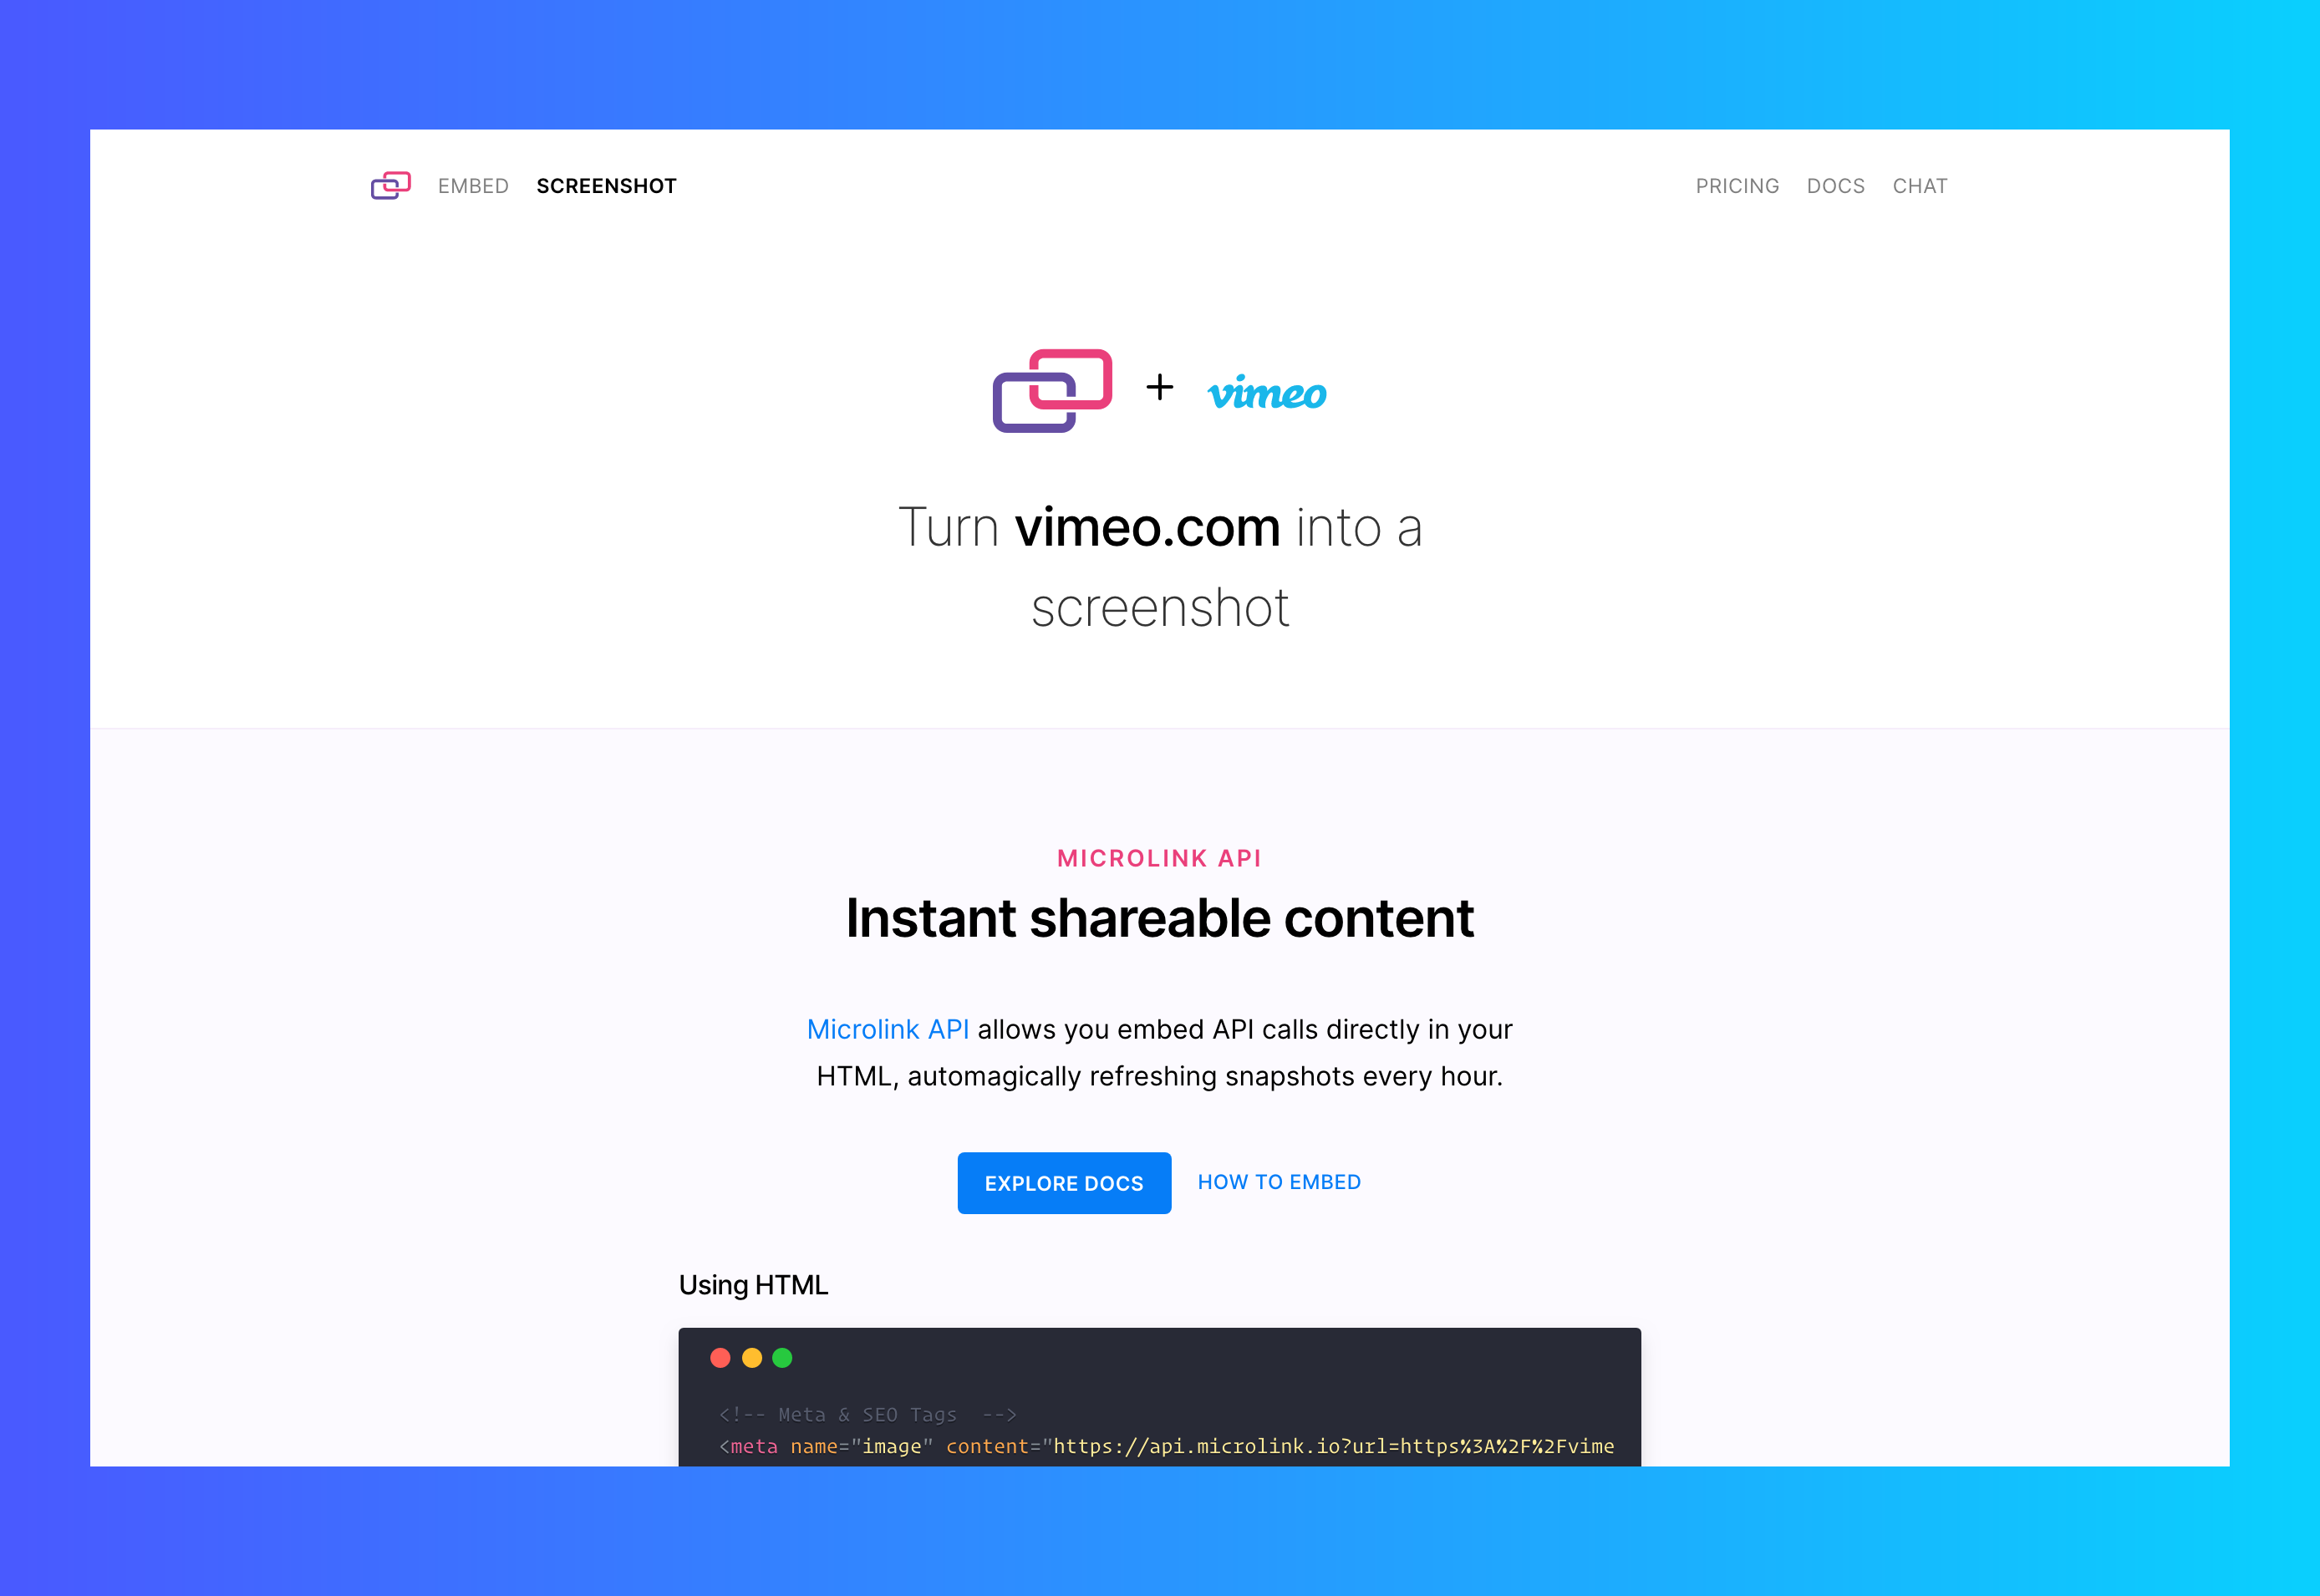 EMBED SCREENSHOT PRICING DOCS CHAT
+ vimeo
Turn vimeo.com into a
screenshot
MICROLINK API
Instant shareable content
Microlink API allows you embed API calls directly in your
HTML, automagically refreshing snapshots every hour.
EXPLORE DOCS HOW TO EMBED
Using HTML
<!-- Meta & SEO Tags  -->
<meta name="image" content="https://api.microlink.io?url=https%3A%2F%2Fvime